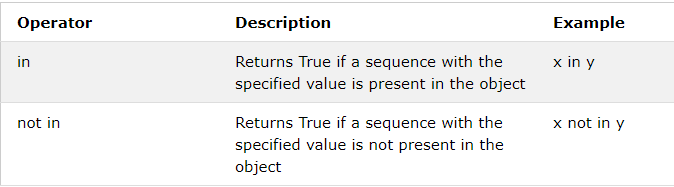 Operator Description Example
in Returns True if a sequence with the x in y
specified value is present in the object
not in Returns True if a sequence with the x not in y
specified value is not present in the
object